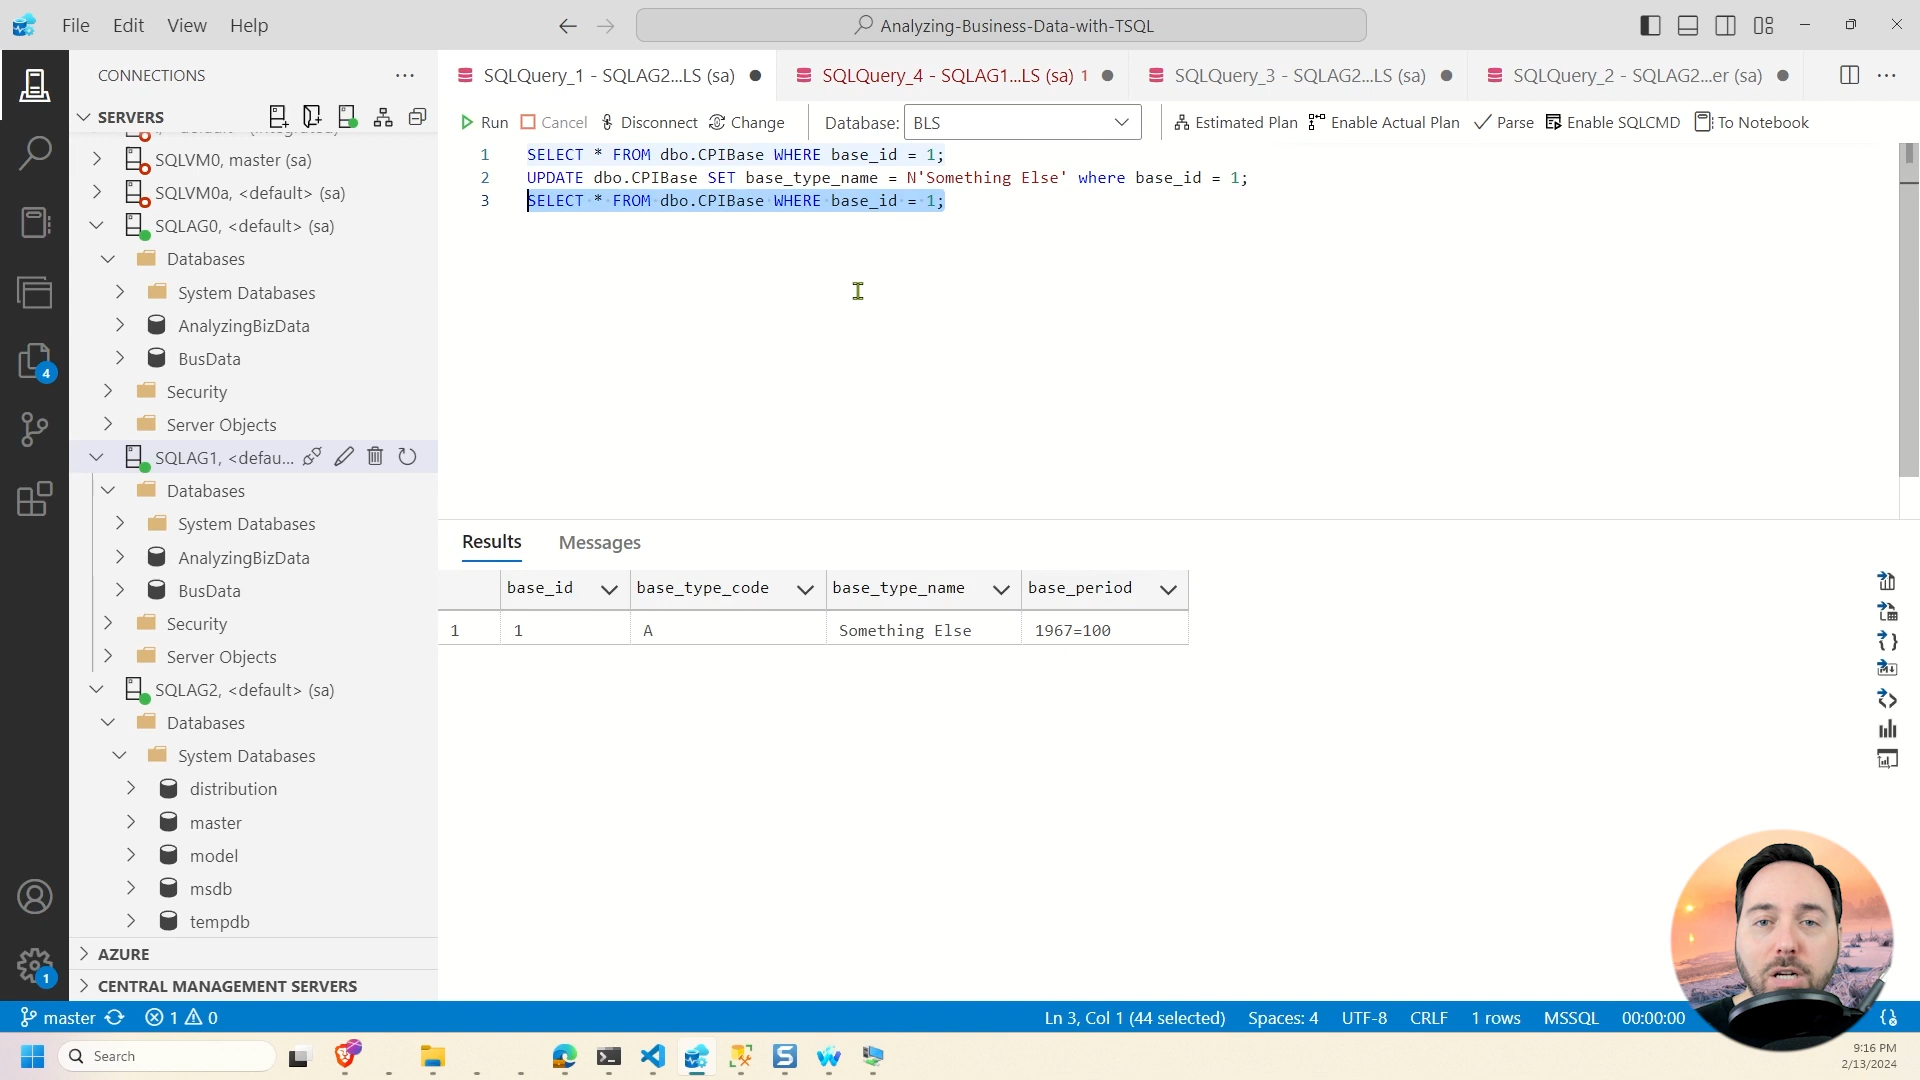 File Edit View Help
Analyzing-Business-Data-with-TSQL
CONNECTIONS
SERVERS
SQLVM0, master (sa)
SQLVM0a, <default> (sa)
SQLAG0, <default> (sa)
Databases
System Databases
AnalyzingBizData
BusData
Security
Server Objects
SQLAG1, <defau...
Databases
System Databases
AnalyzingBizData
BusData
Security
Server Objects
SQLAG2, <default> (sa)
Databases
System Databases
distribution
master
model
msdb
tempdb
AZURE
CENTRAL MANAGEMENT SERVERS
4
1
SQLQuery_1 - SQLAG2...LS (sa) SQLQuery_4 - SQLAG1...LS (sa) 1 SQLQuery_3 - SQLAG2...LS (sa) SQLQuery_2 - SQLAG2...er (sa)
Run Cancel Disconnect Change Database: BLS Estimated Plan Enable Actual Plan Parse Enable SQLCMD To Notebook
1 SELECT * FROM dbo.CPIBase WHERE base_id = 1;
2 UPDATE dbo.CPIBase SET base_type_name = N'Something Else' where base_id = 1;
3 SELECT * FROM dbo.CPIBase WHERE base_id = 1;
Results Messages
base_id base_type_code base_type_name base_period
1 1 A Something Else 1967=100
master 1 0 Ln 3, Col 1 (44 selected) Spaces: 4 UTF-8 CRLF 1 rows MSSQL 00:00:00
Search
9:16 PM
2/13/2024